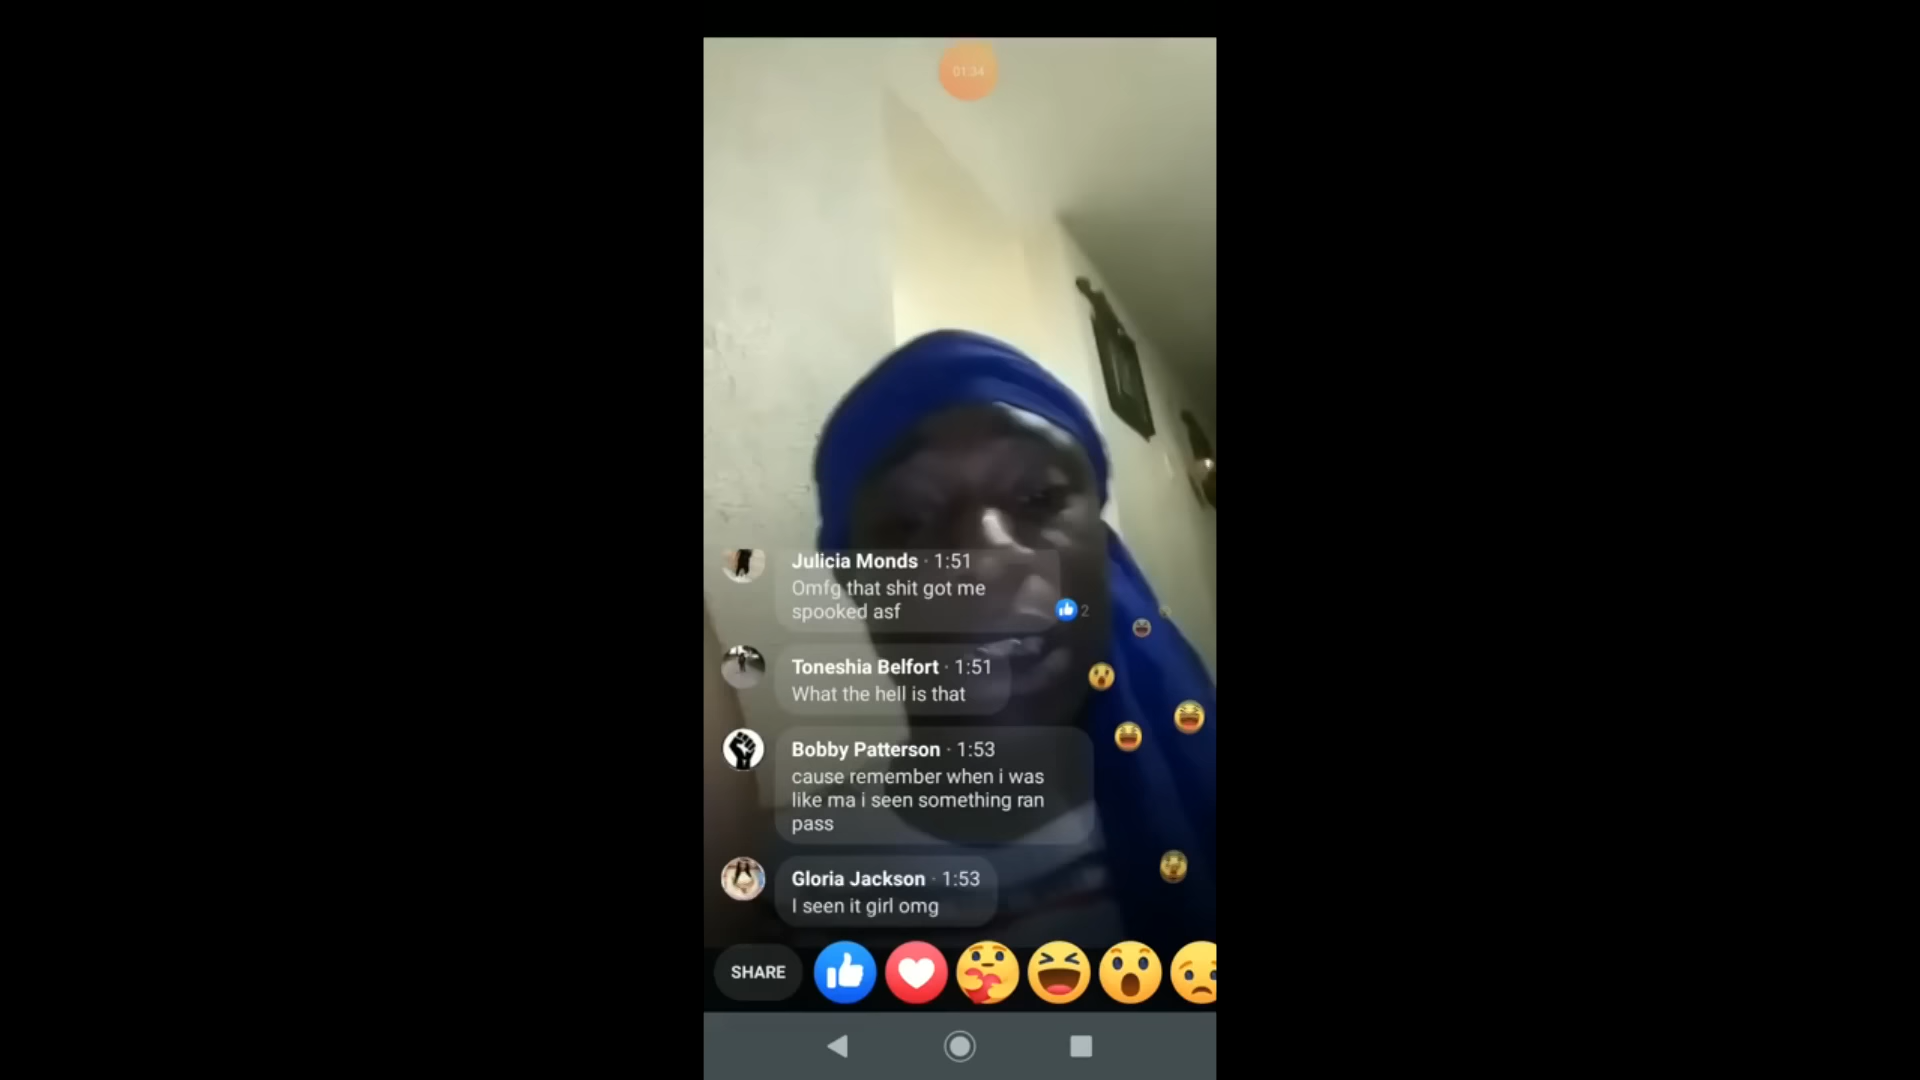 01:34
Julicia Monds · 1:51
Omfg that shit got me
spooked asf
2
Toneshia Belfort · 1:51
What the hell is that
Bobby Patterson · 1:53
cause remember when i was
like ma i seen something ran
pass
Gloria Jackson · 1:53
I seen it girl omg
SHARE